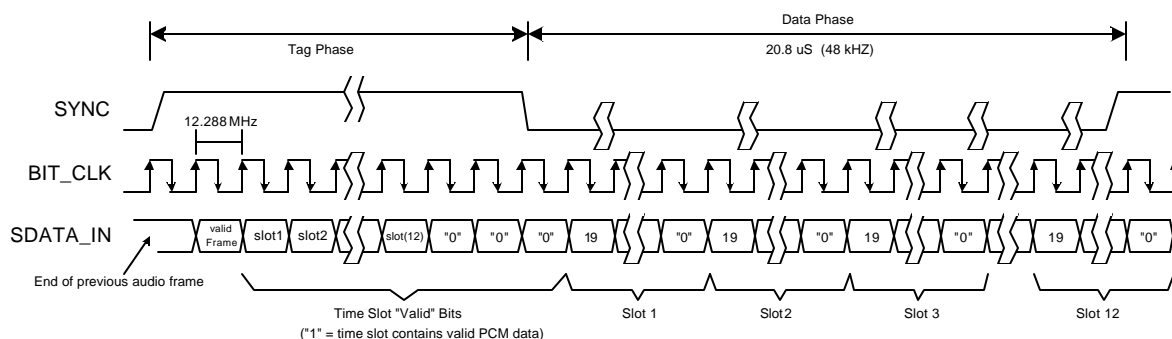 Tag Phase
Data Phase
20.8 uS (48 kHZ)
SYNC
12.288 MHz
BIT_CLK
SDATA_IN
valid
Frame
slot1
slot2
slot(12)
"0"
"0"
"0"
19
"0"
19
"0"
19
"0"
19
"0"
End of previous audio frame
Time Slot "Valid" Bits
("1" = time slot contains valid PCM data)
Slot 1
Slot2
Slot 3
Slot 12